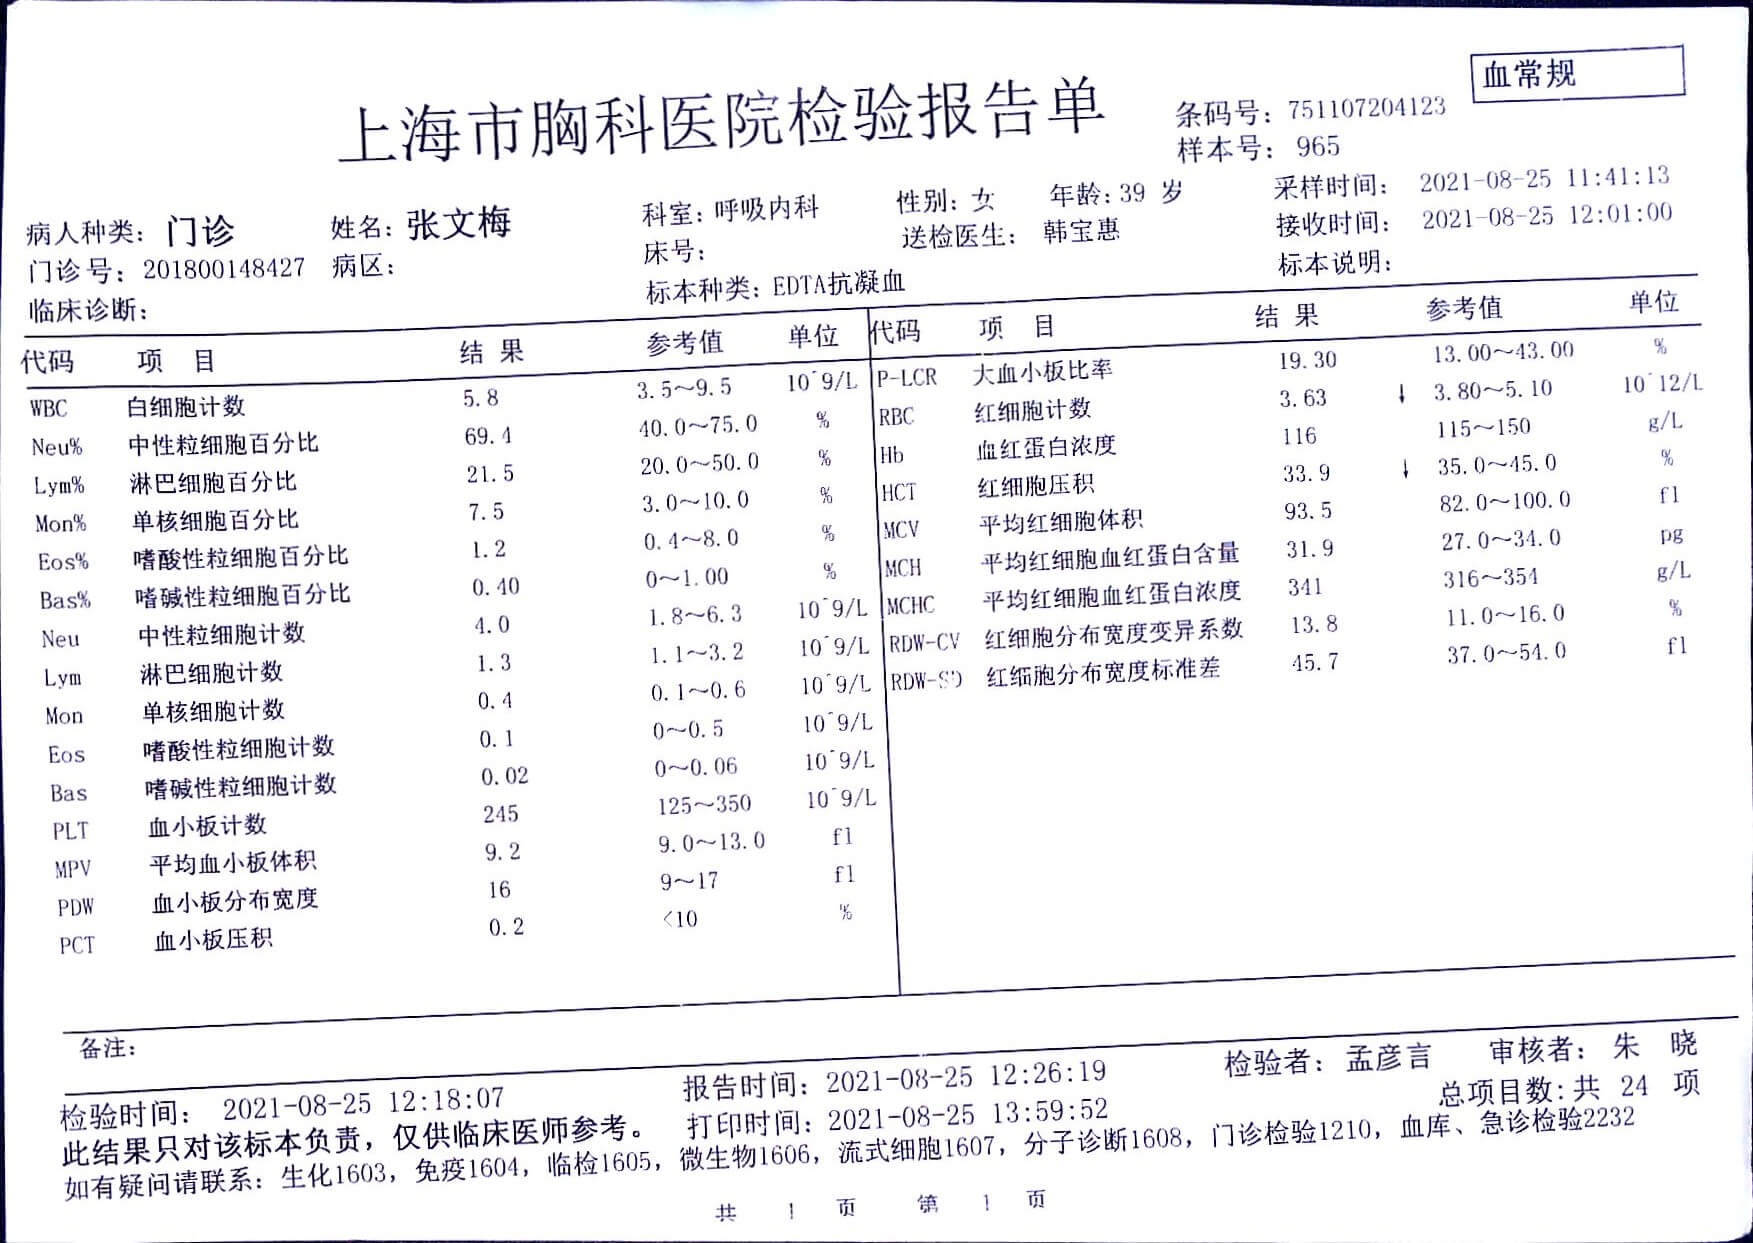 血常规
上海市胸科医院检验报告单
条码号: 751107204123
样本号: 965
病人种类: 门诊 姓名: 张文梅 科室: 呼吸内科 性别: 女 年龄: 39 岁 采样时间: 2021-08-25 11:41:13
门诊号: 201800148427 病区: 床号: 送检医生: 韩宝惠 接收时间: 2021-08-25 12:01:00
临床诊断: 标本种类: EDTA抗凝血 标本说明:
代码 项 目 结 果 参考值 单位
WBC 白细胞计数 5.8 3.5~9.5 10^9/L
Neu% 中性粒细胞百分比 69.4 40.0~75.0 %
Lym% 淋巴细胞百分比 21.5 20.0~50.0 %
Mon% 单核细胞百分比 7.5 3.0~10.0 %
Eos% 嗜酸性粒细胞百分比 1.2 0.4~8.0 %
Bas% 嗜碱性粒细胞百分比 0.40 0~1.00 %
Neu 中性粒细胞计数 4.0 1.8~6.3 10^9/L
Lym 淋巴细胞计数 1.3 1.1~3.2 10^9/L
Mon 单核细胞计数 0.4 0.1~0.6 10^9/L
Eos 嗜酸性粒细胞计数 0.1 0~0.5 10^9/L
Bas 嗜碱性粒细胞计数 0.02 0~0.06 10^9/L
PLT 血小板计数 245 125~350 10^9/L
MPV 平均血小板体积 9.2 9.0~13.0 fl
PDW 血小板分布宽度 16 9~17 fl
PCT 血小板压积 0.2 <10 %
代码 项 目 结 果 参考值 单位
P-LCR 大血小板比率 19.30 13.00~43.00 %
RBC 红细胞计数 3.63 ↓ 3.80~5.10 10^12/L
Hb 血红蛋白浓度 116 115~150 g/L
HCT 红细胞压积 33.9 ↓ 35.0~45.0 %
MCV 平均红细胞体积 93.5 82.0~100.0 fl
MCH 平均红细胞血红蛋白含量 31.9 27.0~34.0 pg
MCHC 平均红细胞血红蛋白浓度 341 316~354 g/L
RDW-CV 红细胞分布宽度变异系数 13.8 11.0~16.0 %
RDW-SD 红细胞分布宽度标准差 45.7 37.0~54.0 fl
备注:
检验时间: 2021-08-25 12:18:07 报告时间: 2021-08-25 12:26:19 检验者: 孟彦言 审核者: 朱 晓
此结果只对该标本负责，仅供临床医师参考。 打印时间: 2021-08-25 13:59:52 总项目数: 共 24 项
如有疑问请联系: 生化1603, 免疫1604, 临检1605, 微生物1606, 流式细胞1607, 分子诊断1608, 门诊检验1210, 血库、急诊检验2232
共 1 页 第 1 页